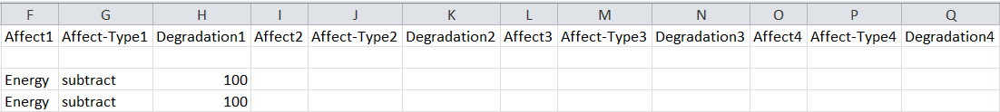 F G H I J K L M N O P Q
Affect1 Affect-Type1 Degradation1 Affect2 Affect-Type2 Degradation2 Affect3 Affect-Type3 Degradation3 Affect4 Affect-Type4 Degradation4
Energy subtract 100
Energy subtract 100